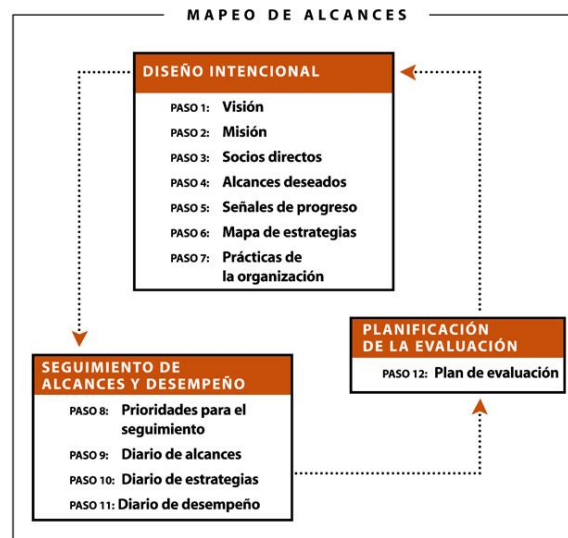 MAPEO DE ALCANCES
DISEÑO INTENCIONAL
PASO 1: Visión
PASO 2: Misión
PASO 3: Socios directos
PASO 4: Alcances deseados
PASO 5: Señales de progreso
PASO 6: Mapa de estrategias
PASO 7: Prácticas de
la organización
SEGUIMIENTO DE
ALCANCES Y DESEMPEÑO
PASO 8: Prioridades para el
seguimiento
PASO 9: Diario de alcances
PASO 10: Diario de estrategias
PASO 11: Diario de desempeño
PLANIFICACIÓN
DE LA EVALUACIÓN
PASO 12: Plan de evaluación